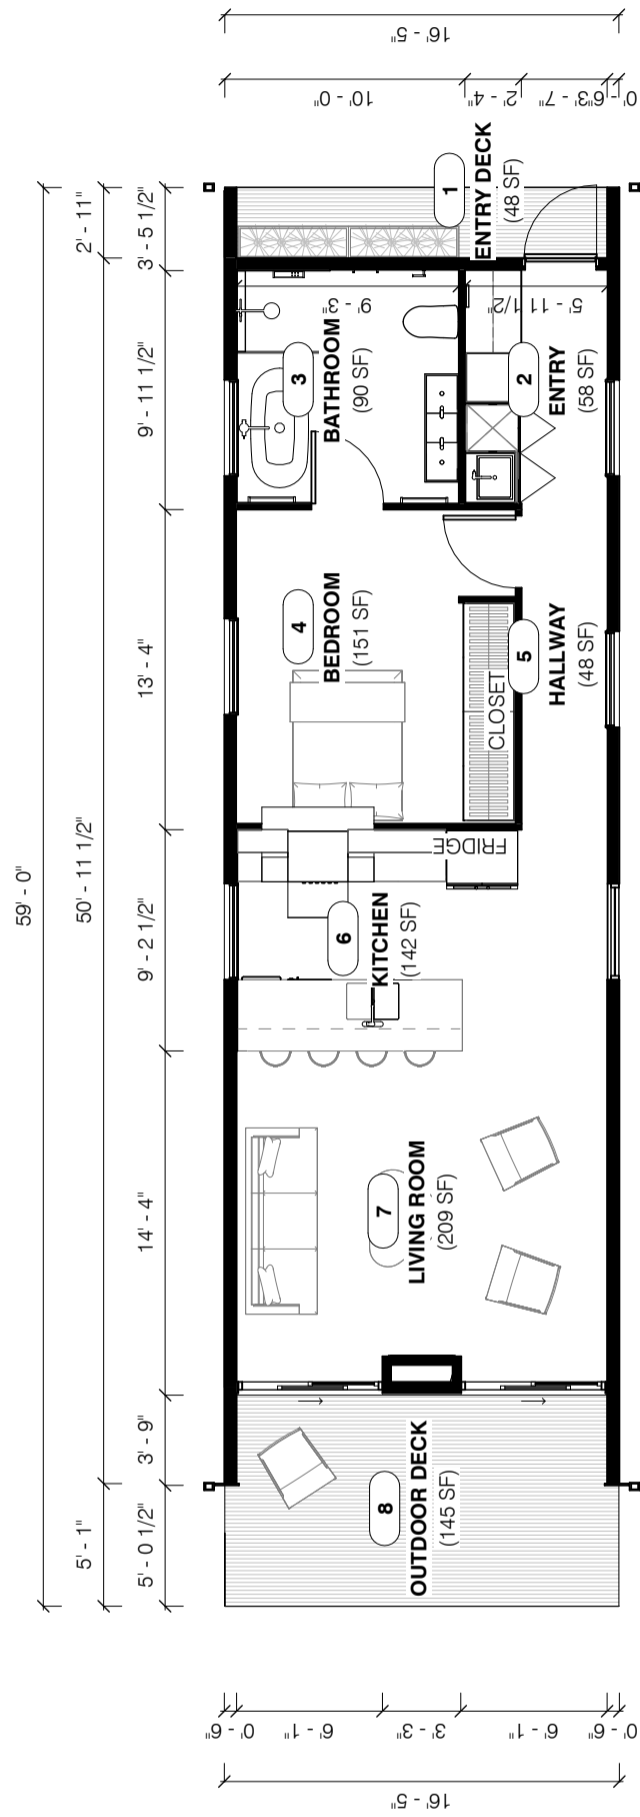 59' - 0"
5' - 1"
50' - 11 1/2"
2' - 11"
5' - 0 1/2"
3' - 9"
14' - 4"
9' - 2 1/2"
13' - 4"
9' - 11 1/2"
3' - 5 1/2"
16' - 5"
0' - 6"
6' - 1"
3' - 3"
6' - 1"
0' - 6"
16' - 5"
10' - 0"
2' - 4"
3' - 7"
0' - 6"
9' - 3"
5' - 11 1/2"
1
ENTRY DECK
(48 SF)
2
ENTRY
(58 SF)
3
BATHROOM
(90 SF)
4
BEDROOM
(151 SF)
CLOSET
5
HALLWAY
(48 SF)
FRIDGE
6
KITCHEN
(142 SF)
7
LIVING ROOM
(209 SF)
8
OUTDOOR DECK
(145 SF)